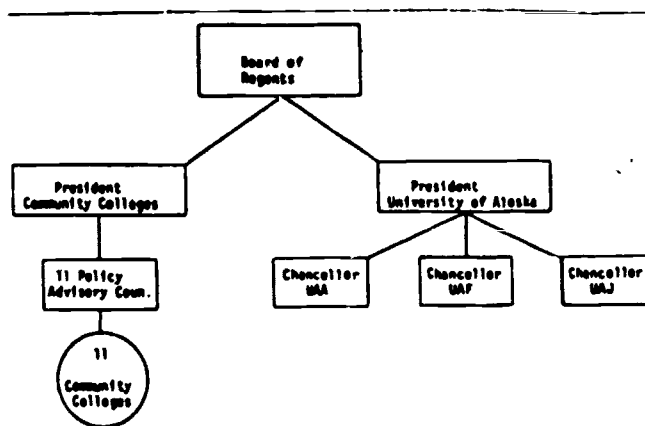 Board of
Regents
President
Community Colleges
President
University of Alaska
11 Policy
Advisory Coun.
Chancellor
UAA
Chancellor
UAF
Chancellor
UAJ
11
Community
Colleges